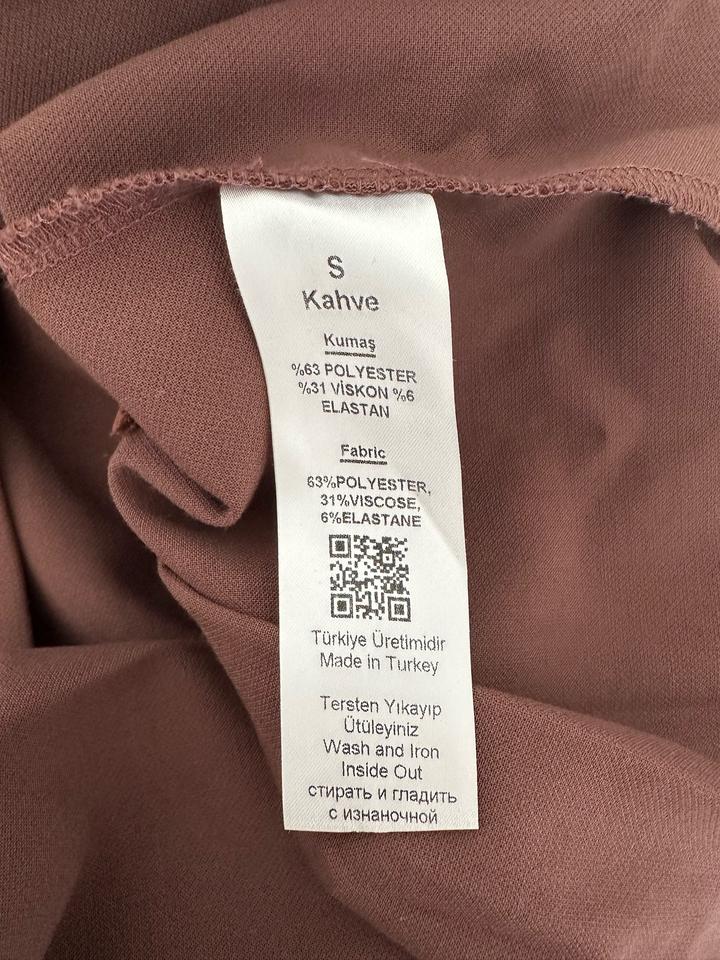 S
Kahve
Kumaş
%63 POLYESTER
%31 VİSKON %6
ELASTAN
Fabric
63%POLYESTER,
31%VISCOSE,
6%ELASTANE
Türkiye Üretimidir
Made in Turkey
Tersten Yıkayıp
Ütüleyiniz
Wash and Iron
Inside Out
стирать и гладить
с изнаночной